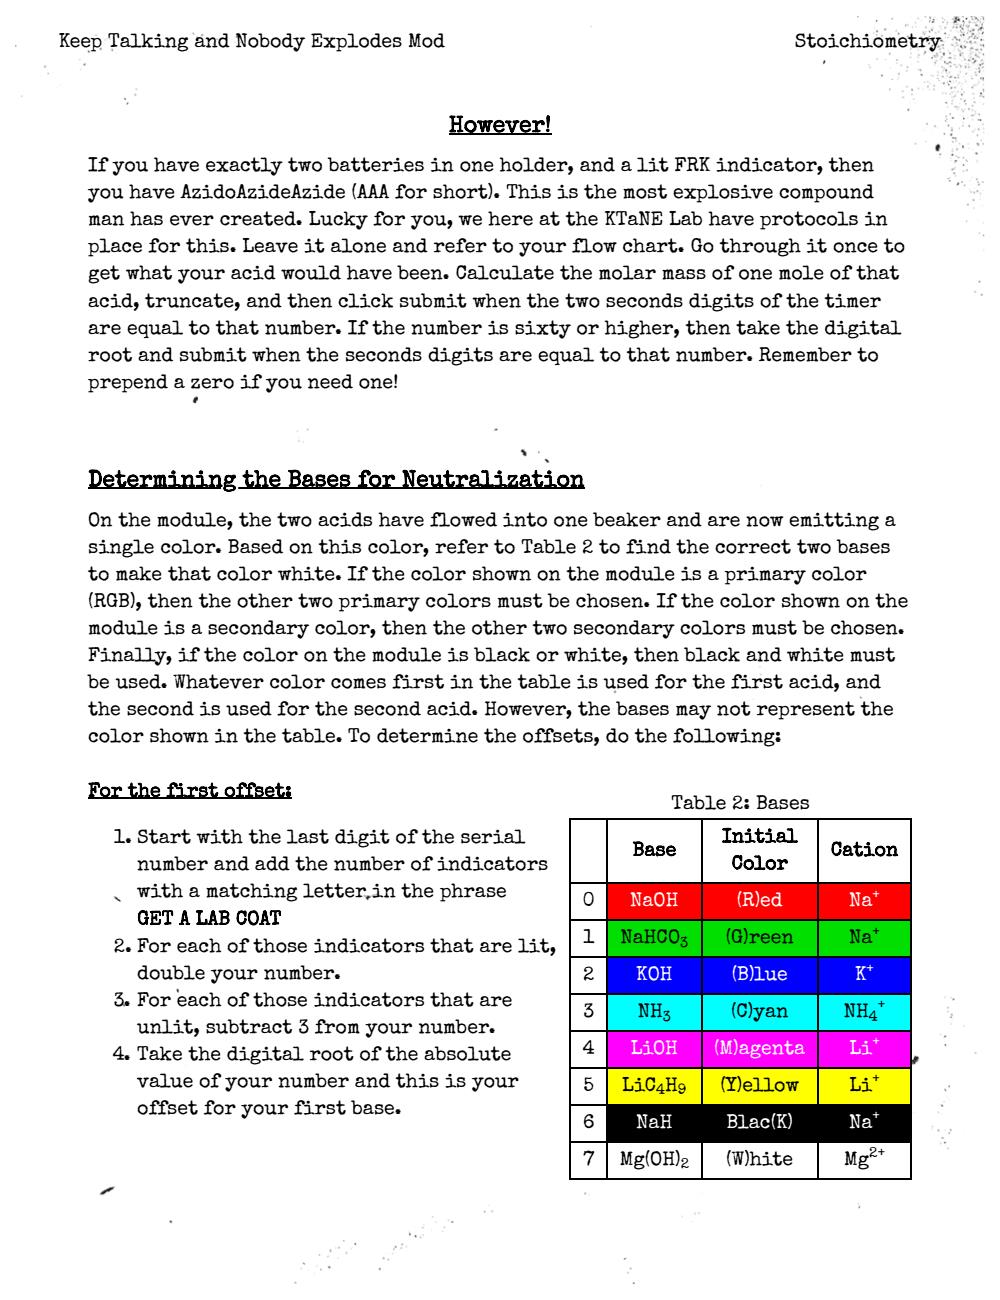 Keep Talking and Nobody Explodes Mod
Stoichiometry
However!
If you have exactly two batteries in one holder, and a lit FRK indicator, then
you have AzidoAzideAzide (AAA for short). This is the most explosive compound
man has ever created. Lucky for you, we here at the KTaNE Lab have protocols in
place for this. Leave it alone and refer to your flow chart. Go through it once to
get what your acid would have been. Calculate the molar mass of one mole of that
acid, truncate, and then click submit when the two seconds digits of the timer
are equal to that number. If the number is sixty or higher, then take the digital
root and submit when the seconds digits are equal to that number. Remember to
prepend a zero if you need one!
Determining the Bases for Neutralization
On the module, the two acids have flowed into one beaker and are now emitting a
single color. Based on this color, refer to Table 2 to find the correct two bases
to make that color white. If the color shown on the module is a primary color
(RGB), then the other two primary colors must be chosen. If the color shown on the
module is a secondary color, then the other two secondary colors must be chosen.
Finally, if the color on the module is black or white, then black and white must
be used. Whatever color comes first in the table is used for the first acid, and
the second is used for the second acid. However, the bases may not represent the
color shown in the table. To determine the offsets, do the following:
For the first offset:
1. Start with the last digit of the serial
number and add the number of indicators
with a matching letter in the phrase
GET A LAB COAT
2. For each of those indicators that are lit,
double your number.
3. For each of those indicators that are
unlit, subtract 3 from your number.
4. Take the digital root of the absolute
value of your number and this is your
offset for your first base.
Table 2: Bases
Base Initial Color Cation
0 NaOH (R)ed Na⁺
1 NaHCO₃ (G)reen Na⁺
2 KOH (B)lue K⁺
3 NH₃ (C)yan NH₄⁺
4 LiOH (M)agenta Li⁺
5 LiC₄H₉ (Y)ellow Li⁺
6 NaH Blac(K) Na⁺
7 Mg(OH)₂ (W)hite Mg²⁺